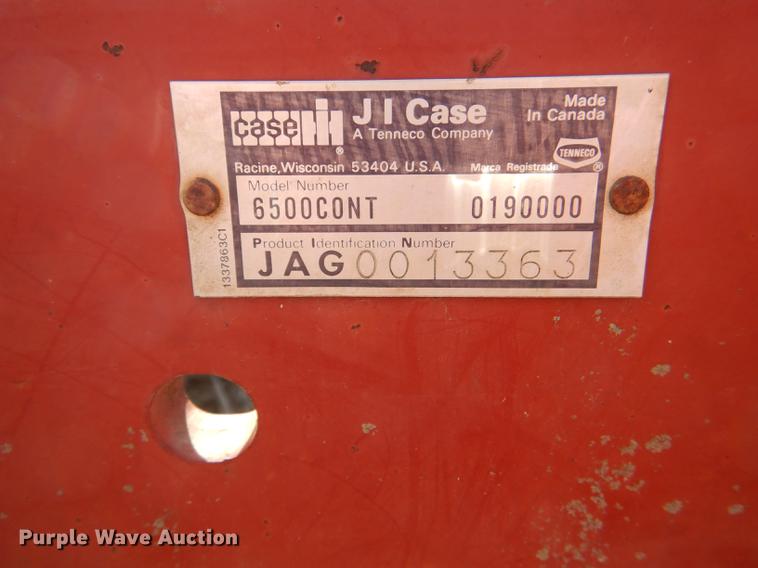 case IH ®
J I Case
A Tenneco Company
Made
In Canada
TENNECO ®
Racine, Wisconsin 53404 U.S.A. Marca Registrada
Model Number
6500CONT 0190000
Product Identification Number
JAG0013363
1337863C1
Purple Wave Auction